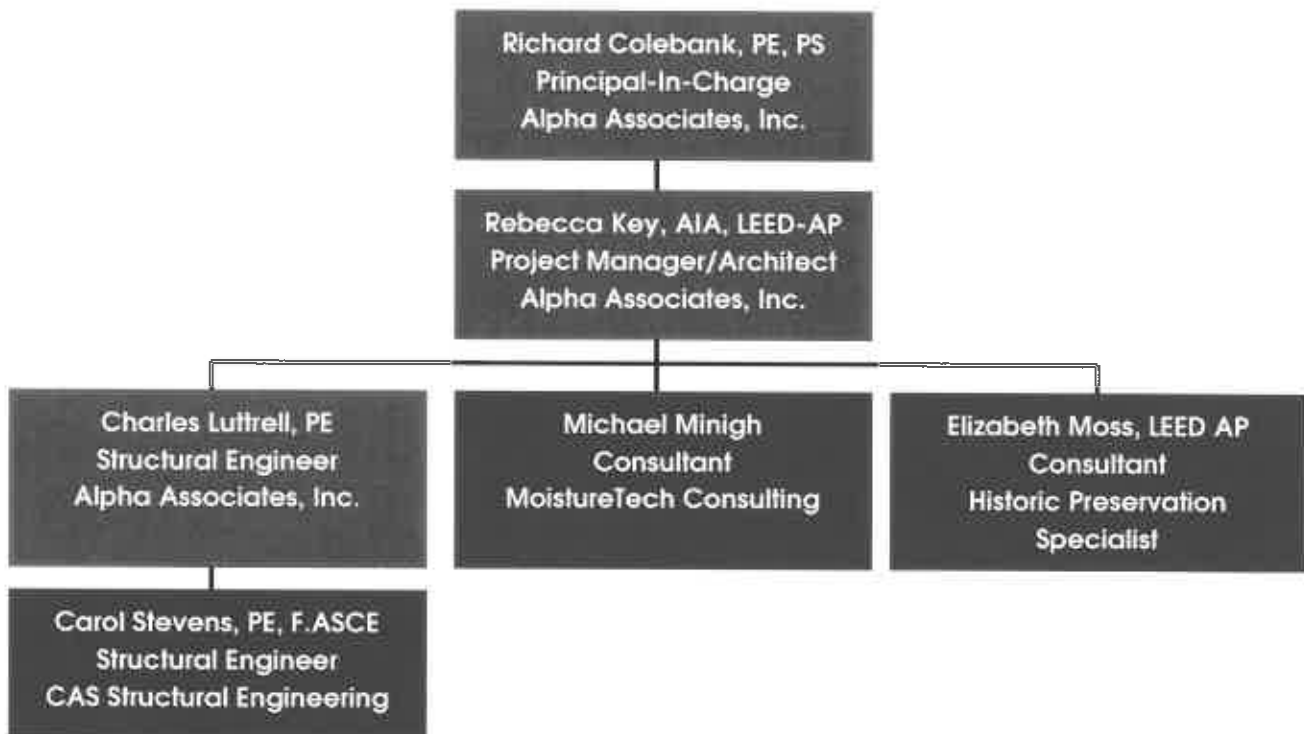 Richard Colebank, PE, PS
Principal-In-Charge
Alpha Associates, Inc.
Rebecca Key, AIA, LEED-AP
Project Manager/Architect
Alpha Associates, Inc.
Charles Luttrell, PE
Structural Engineer
Alpha Associates, Inc.
Michael Minigh
Consultant
MoistureTech Consulting
Elizabeth Moss, LEED AP
Consultant
Historic Preservation
Specialist
Carol Stevens, PE, F.ASCE
Structural Engineer
CAS Structural Engineering